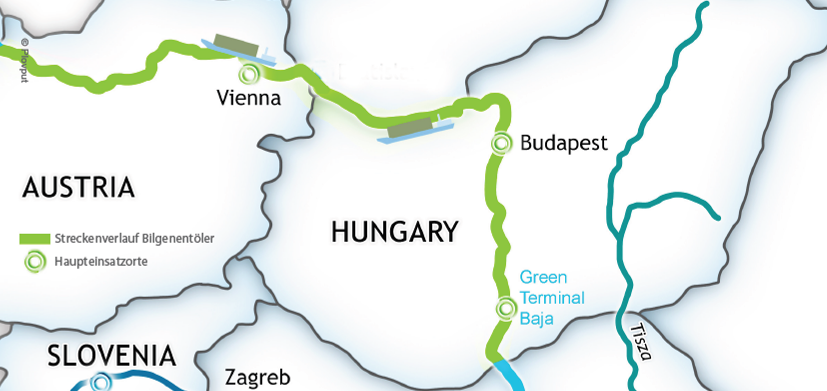 © Plovput
Vienna
Budapest
AUSTRIA
HUNGARY
Streckenverlauf Bilgenentöler
Haupteinsatzorte
Green
Terminal
Baja
Tisza
SLOVENIA
Zagreb